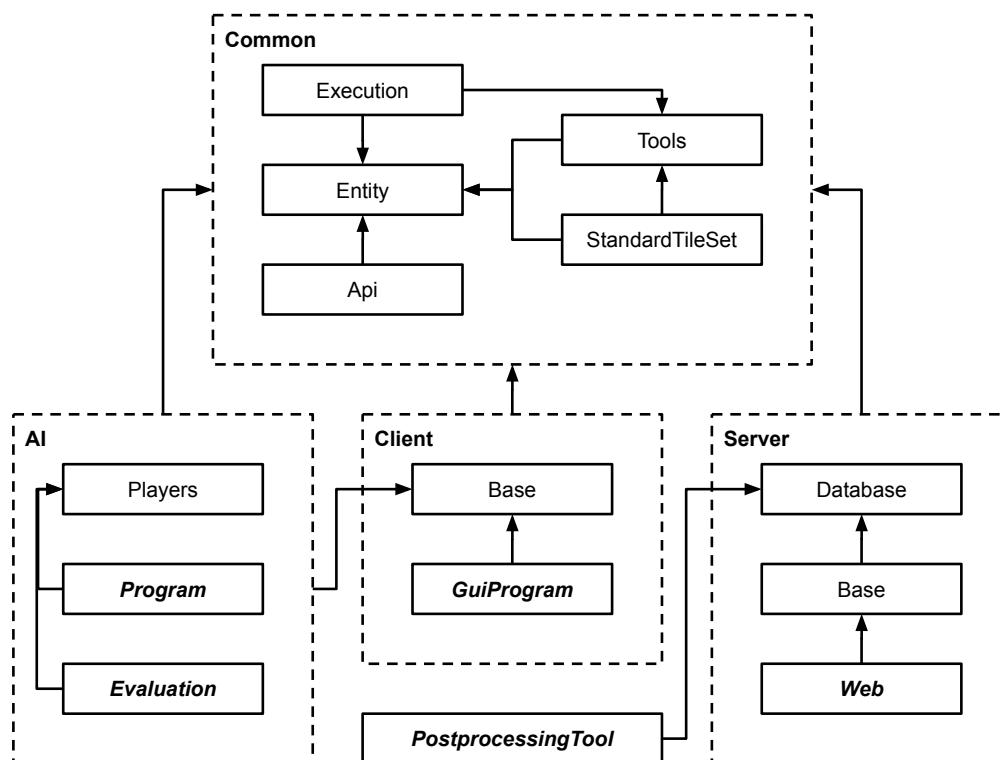 Common
Execution
Tools
Entity
StandardTileSet
Api
AI
Client
Server
Players
Base
Database
Program
GuiProgram
Base
Evaluation
Web
PostprocessingTool